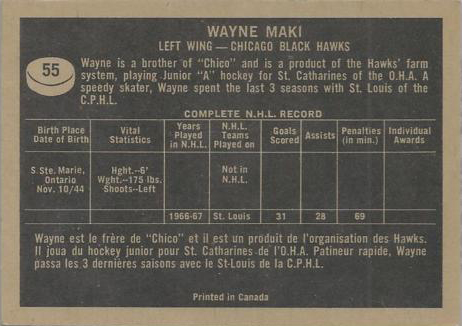 WAYNE MAKI
LEFT WING — CHICAGO BLACK HAWKS
55
Wayne is a brother of "Chico" and is a product of the Hawks' farm
system, playing Junior "A" hockey for St. Catharines of the O.H.A. A
speedy skater, Wayne spent the last 3 seasons with St. Louis of the
C.P.H.L.
COMPLETE N.H.L. RECORD
Birth Place
Date of Birth
Vital
Statistics
Years
Played
in N.H.L.
N.H.L.
Teams
Played on
Goals
Scored
Assists
Penalties
(in min.)
Individual
Awards
S. Ste. Marie,
Ontario
Nov. 10/44
Hght.–6'
Wght.–175 lbs.
Shoots–Left
Not in
N.H.L.
1966-67
St. Louis
31
28
69
Wayne est le frère de "Chico" et il est un produit de l'organisation des Hawks.
Il joua du hockey junior pour St. Catharines de l'O.H.A. Patineur rapide, Wayne
passa les 3 dernières saisons avec le St-Louis de la C.P.H.L.
Printed in Canada